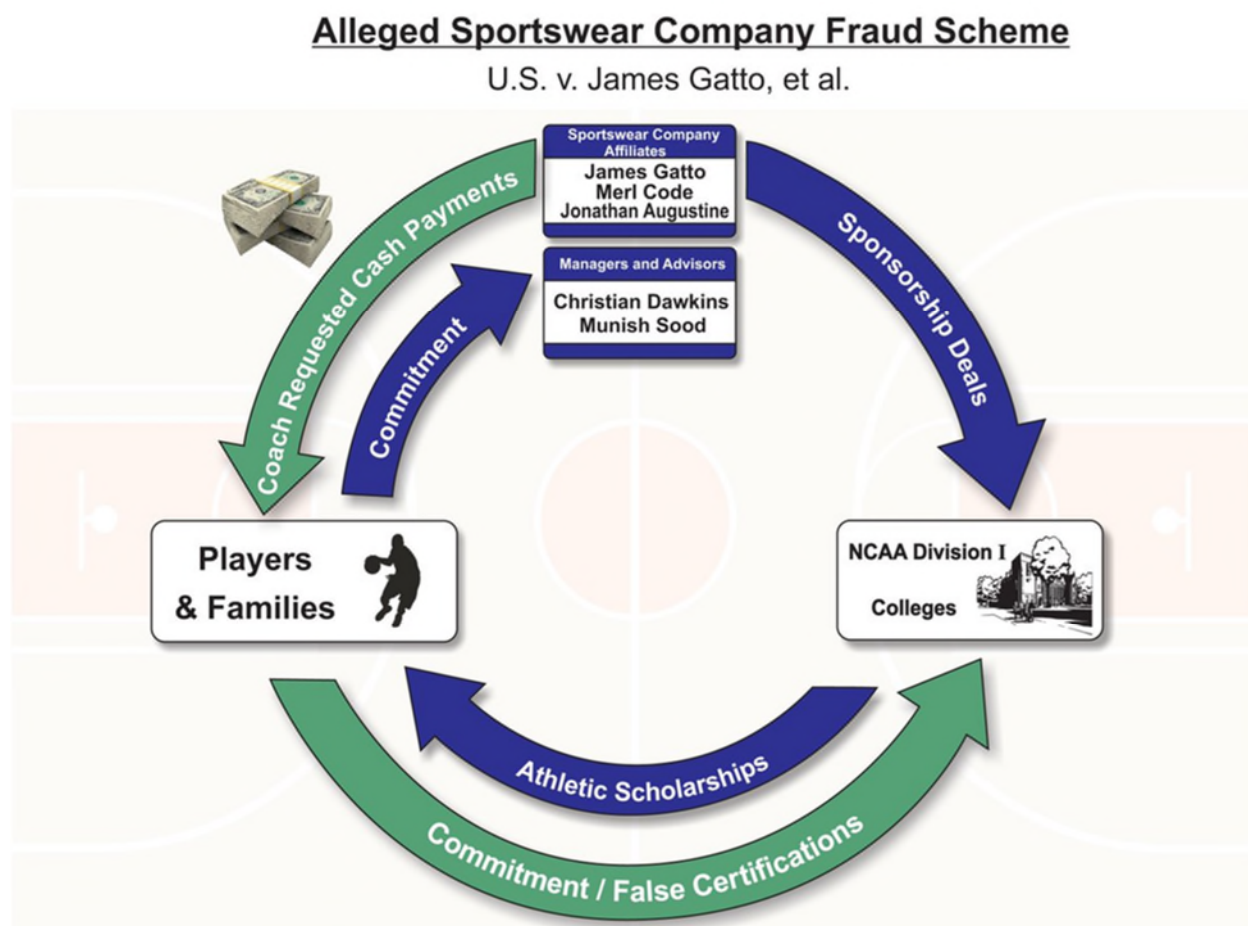 Alleged Sportswear Company Fraud Scheme
U.S. v. James Gatto, et al.
Sportswear Company
Affiliates
James Gatto
Merl Code
Jonathan Augustine
Managers and Advisors
Christian Dawkins
Munish Sood
Coach Requested Cash Payments
Commitment
Sponsorship Deals
Players
& Families
NCAA Division I
Colleges
Athletic Scholarships
Commitment / False Certifications